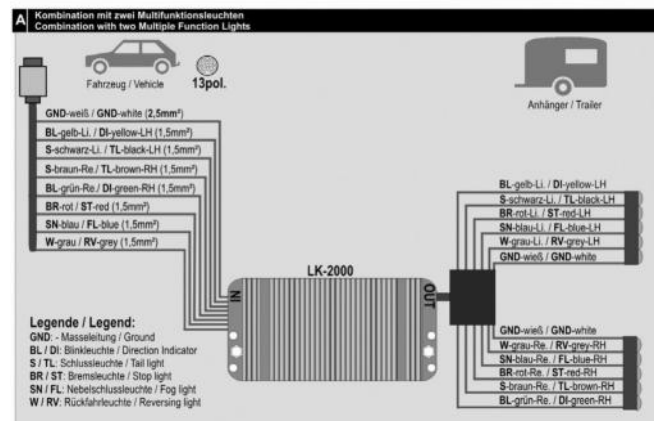 A
Kombination mit zwei Multifunktionsleuchten
Combination with two Multiple Function Lights
Fahrzeug / Vehicle
13pol.
Anhänger / Trailer
GND-weiß / GND-white (2,5mm²)
BL-gelb-Li. / DI-yellow-LH (1,5mm²)
S-schwarz-Li. / TL-black-LH (1,5mm²)
S-braun-Re./ TL-brown-RH (1,5mm²)
BL-grün-Re./ DI-green-RH (1,5mm²)
BR-rot / ST-red (1,5mm²)
SN-blau / FL-blue (1,5mm²)
W-grau / RV-grey (1,5mm²)
LK-2000
IN
OUT
BL-gelb-Li. / DI-yellow-LH
S-schwarz-Li. / TL-black-LH
BR-rot-Li. / ST-red-LH
SN-blau-Li. / FL-blue-LH
W-grau-Li. / RV-grey-LH
GND-wieß / GND-white
GND-wieß / GND-white
W-grau-Re. / RV-grey-RH
SN-blau-Re. / FL-blue-RH
BR-rot-Re. / ST-red-RH
S-braun-Re. / TL-brown-RH
BL-grün-Re. / DI-green-RH
Legende / Legend:
GND: - Masseleitung / Ground
BL / DI: Blinkleuchte / Direction Indicator
S / TL: Schlussleuchte / Tail light
BR / ST: Bremsleuchte / Stop light
SN / FL: Nebelschlussleuchte / Fog light
W / RV: Rückfahrleuchte / Reversing light